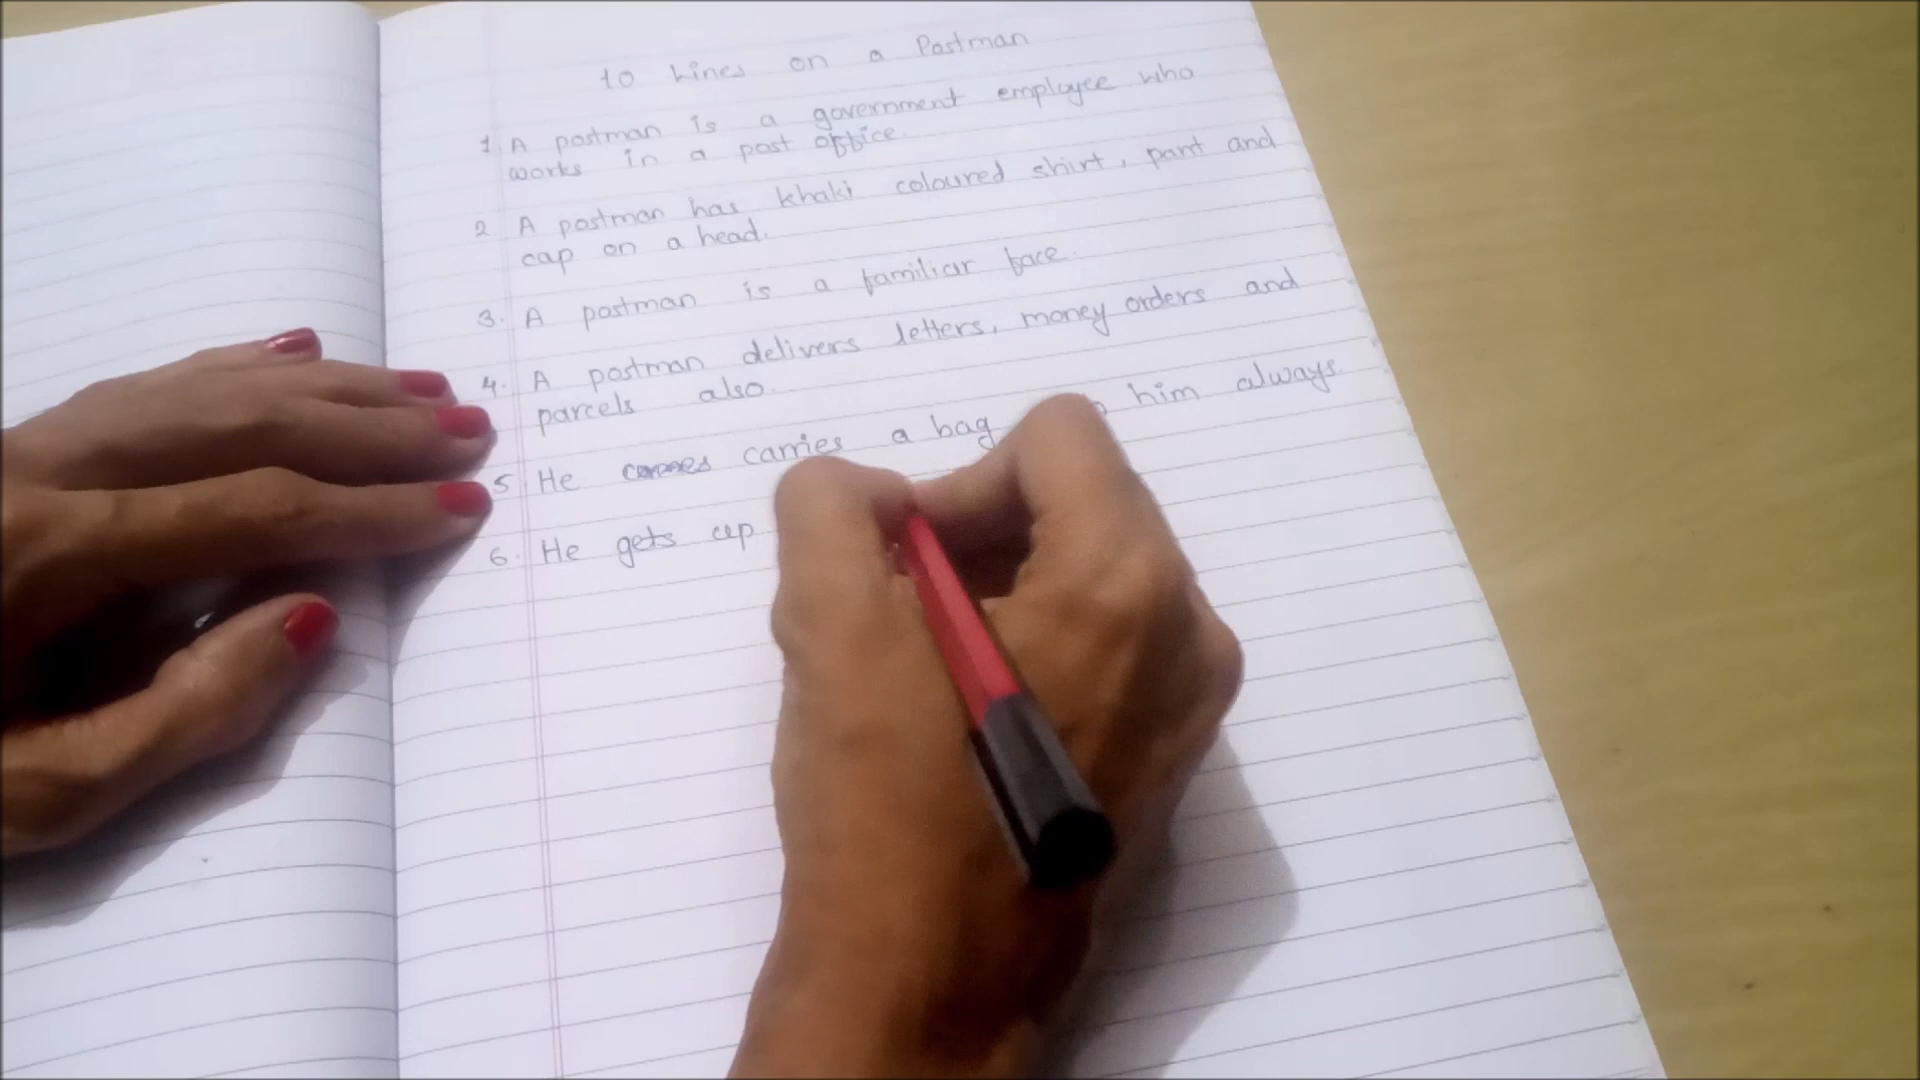 10 Lines on a Postman
1. A postman is a government employee who
works in a post office.
2. A postman has khaki coloured shirt, pant and
cap on a head.
3. A postman is a familiar face.
4. A postman delivers letters, money orders and
parcels also.
5 He carries a bag him always.
6. He gets up